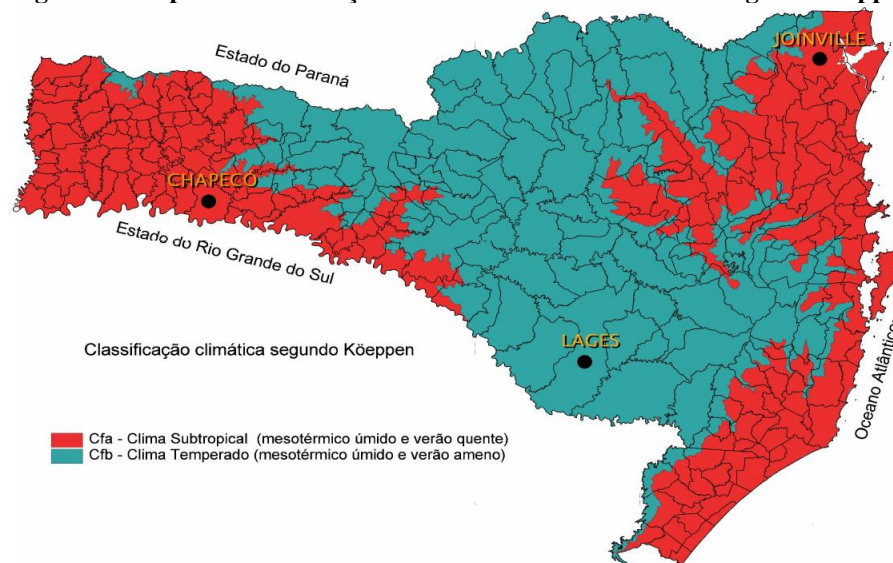 JOINVILLE
Estado do Paraná
CHAPECÓ
Estado do Rio Grande do Sul
LAGES
Classificação climática segundo Köeppen
Oceano Atlântico
Cfa - Clima Subtropical (mesotérmico úmido e verão quente)
Cfb - Clima Temperado (mesotérmico úmido e verão ameno)